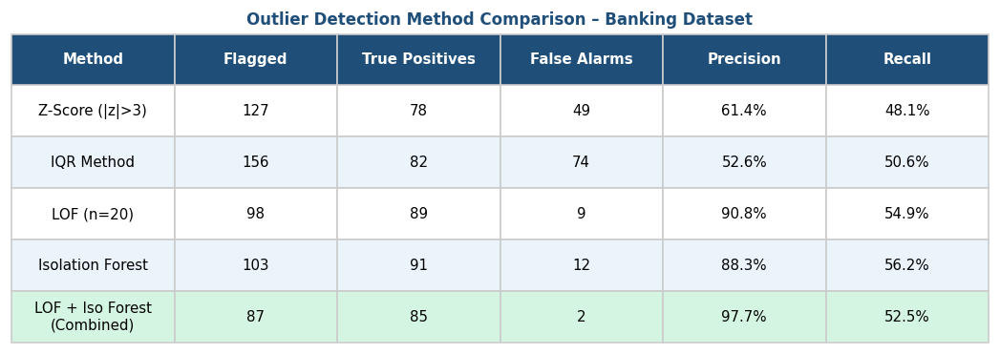 Outlier Detection Method Comparison – Banking Dataset
Method Flagged True Positives False Alarms Precision Recall
Z-Score (|z|>3) 127 78 49 61.4% 48.1%
IQR Method 156 82 74 52.6% 50.6%
LOF (n=20) 98 89 9 90.8% 54.9%
Isolation Forest 103 91 12 88.3% 56.2%
LOF + Iso Forest
(Combined) 87 85 2 97.7% 52.5%